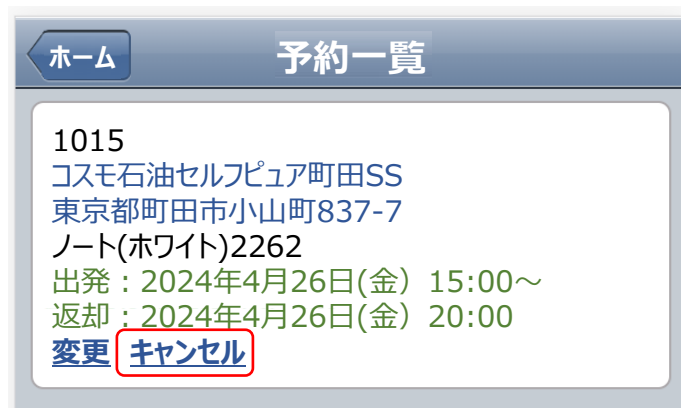 ホーム
予約一覧
1015
コスモ石油セルフピュア町田SS
東京都町田市小山町837-7
ノート(ホワイト)2262
出発：2024年4月26日(金）15:00～
返却：2024年4月26日(金）20:00
変更 キャンセル